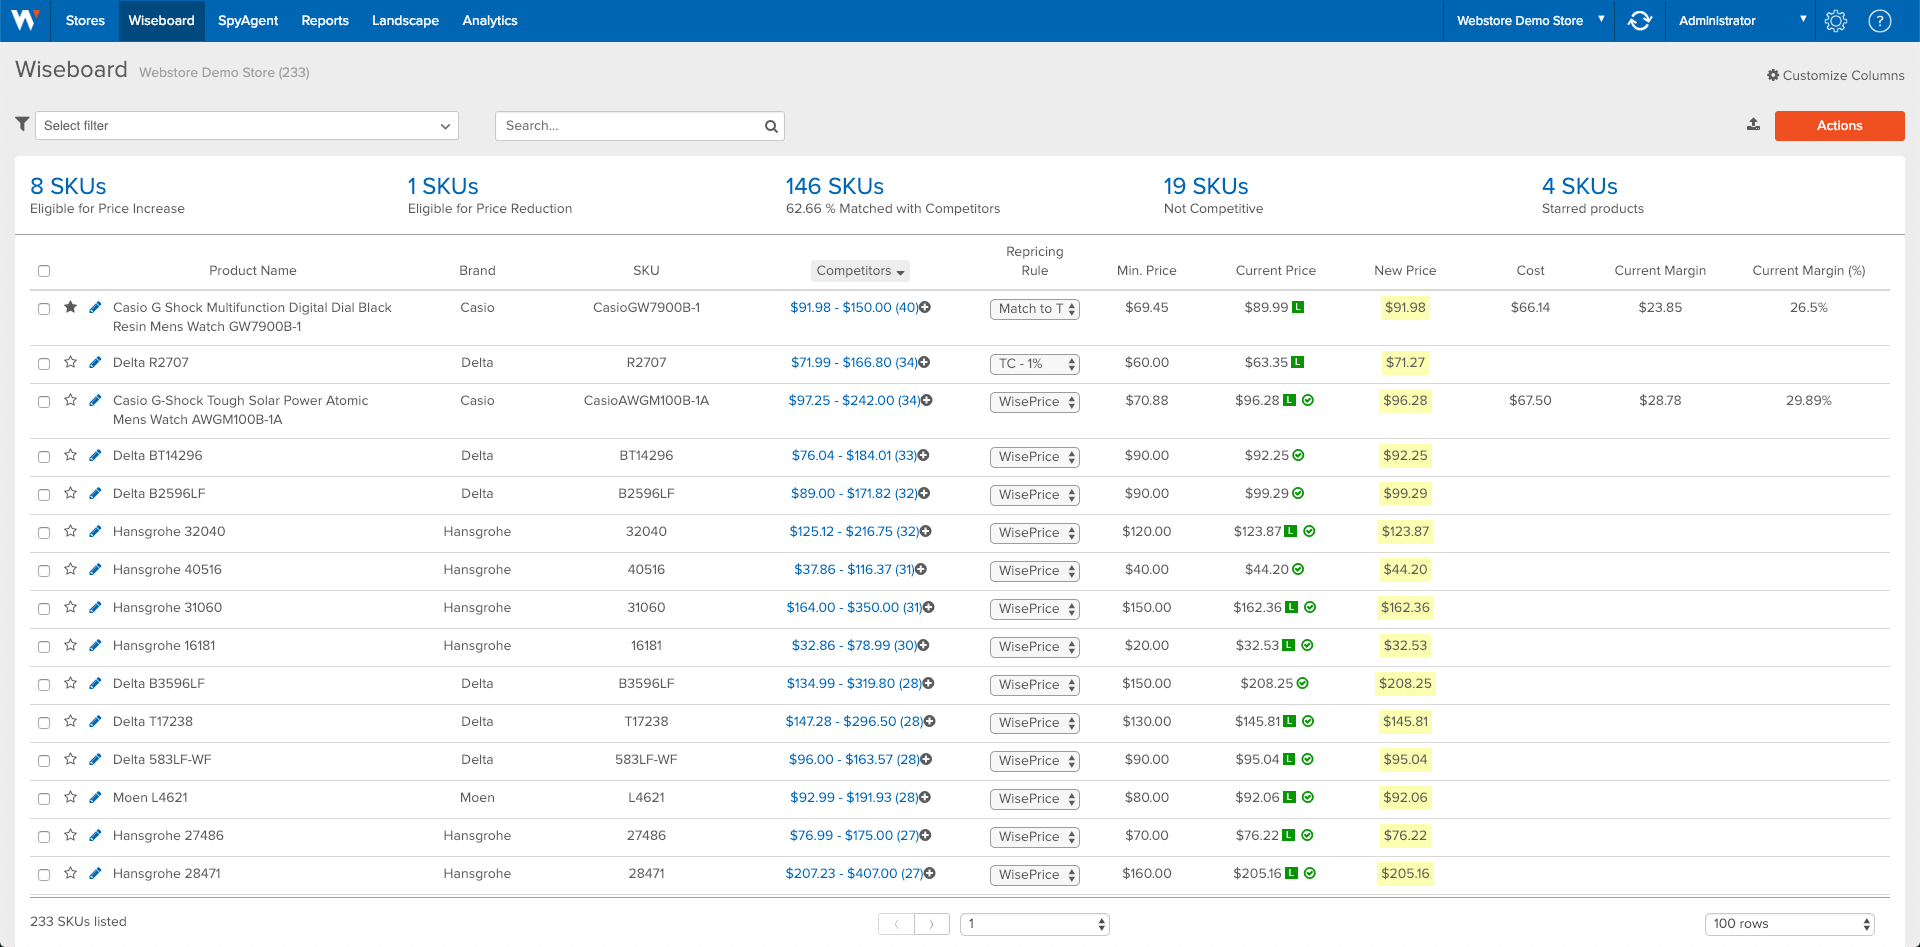 W Stores Wiseboard SpyAgent Reports Landscape Analytics Webstore Demo Store Administrator ?
Wiseboard Webstore Demo Store (233)
Customize Columns
Select filter Search... Actions
8 SKUs 1 SKUs 146 SKUs 19 SKUs 4 SKUs
Eligible for Price Increase Eligible for Price Reduction 62.66 % Matched with Competitors Not Competitive Starred products
Repricing
Product Name Brand SKU Competitors Rule Min. Price Current Price New Price Cost Current Margin Current Margin (%)
Casio G Shock Multifunction Digital Dial Black Casio CasioGW7900B-1 $91.98 - $150.00 (40) Match to T $69.45 $89.99 L $91.98 $66.14 $23.85 26.5%
Resin Mens Watch GW7900B-1
Delta R2707 Delta R2707 $71.99 - $166.80 (34) TC - 1% $60.00 $63.35 L $71.27
Casio G-Shock Tough Solar Power Atomic Casio CasioAWGM100B-1A $97.25 - $242.00 (34) WisePrice $70.88 $96.28 L $96.28 $67.50 $28.78 29.89%
Mens Watch AWGM100B-1A
Delta BT14296 Delta BT14296 $76.04 - $184.01 (33) WisePrice $90.00 $92.25 $92.25
Delta B2596LF Delta B2596LF $89.00 - $171.82 (32) WisePrice $90.00 $99.29 $99.29
Hansgrohe 32040 Hansgrohe 32040 $125.12 - $216.75 (32) WisePrice $120.00 $123.87 L $123.87
Hansgrohe 40516 Hansgrohe 40516 $37.86 - $116.37 (31) WisePrice $40.00 $44.20 $44.20
Hansgrohe 31060 Hansgrohe 31060 $164.00 - $350.00 (31) WisePrice $150.00 $162.36 L $162.36
Hansgrohe 16181 Hansgrohe 16181 $32.86 - $78.99 (30) WisePrice $20.00 $32.53 L $32.53
Delta B3596LF Delta B3596LF $134.99 - $319.80 (28) WisePrice $150.00 $208.25 $208.25
Delta T17238 Delta T17238 $147.28 - $296.50 (28) WisePrice $130.00 $145.81 L $145.81
Delta 583LF-WF Delta 583LF-WF $96.00 - $163.57 (28) WisePrice $90.00 $95.04 L $95.04
Moen L4621 Moen L4621 $92.99 - $191.93 (28) WisePrice $80.00 $92.06 L $92.06
Hansgrohe 27486 Hansgrohe 27486 $76.99 - $175.00 (27) WisePrice $70.00 $76.22 L $76.22
Hansgrohe 28471 Hansgrohe 28471 $207.23 - $407.00 (27) WisePrice $160.00 $205.16 L $205.16
233 SKUs listed 1 100 rows